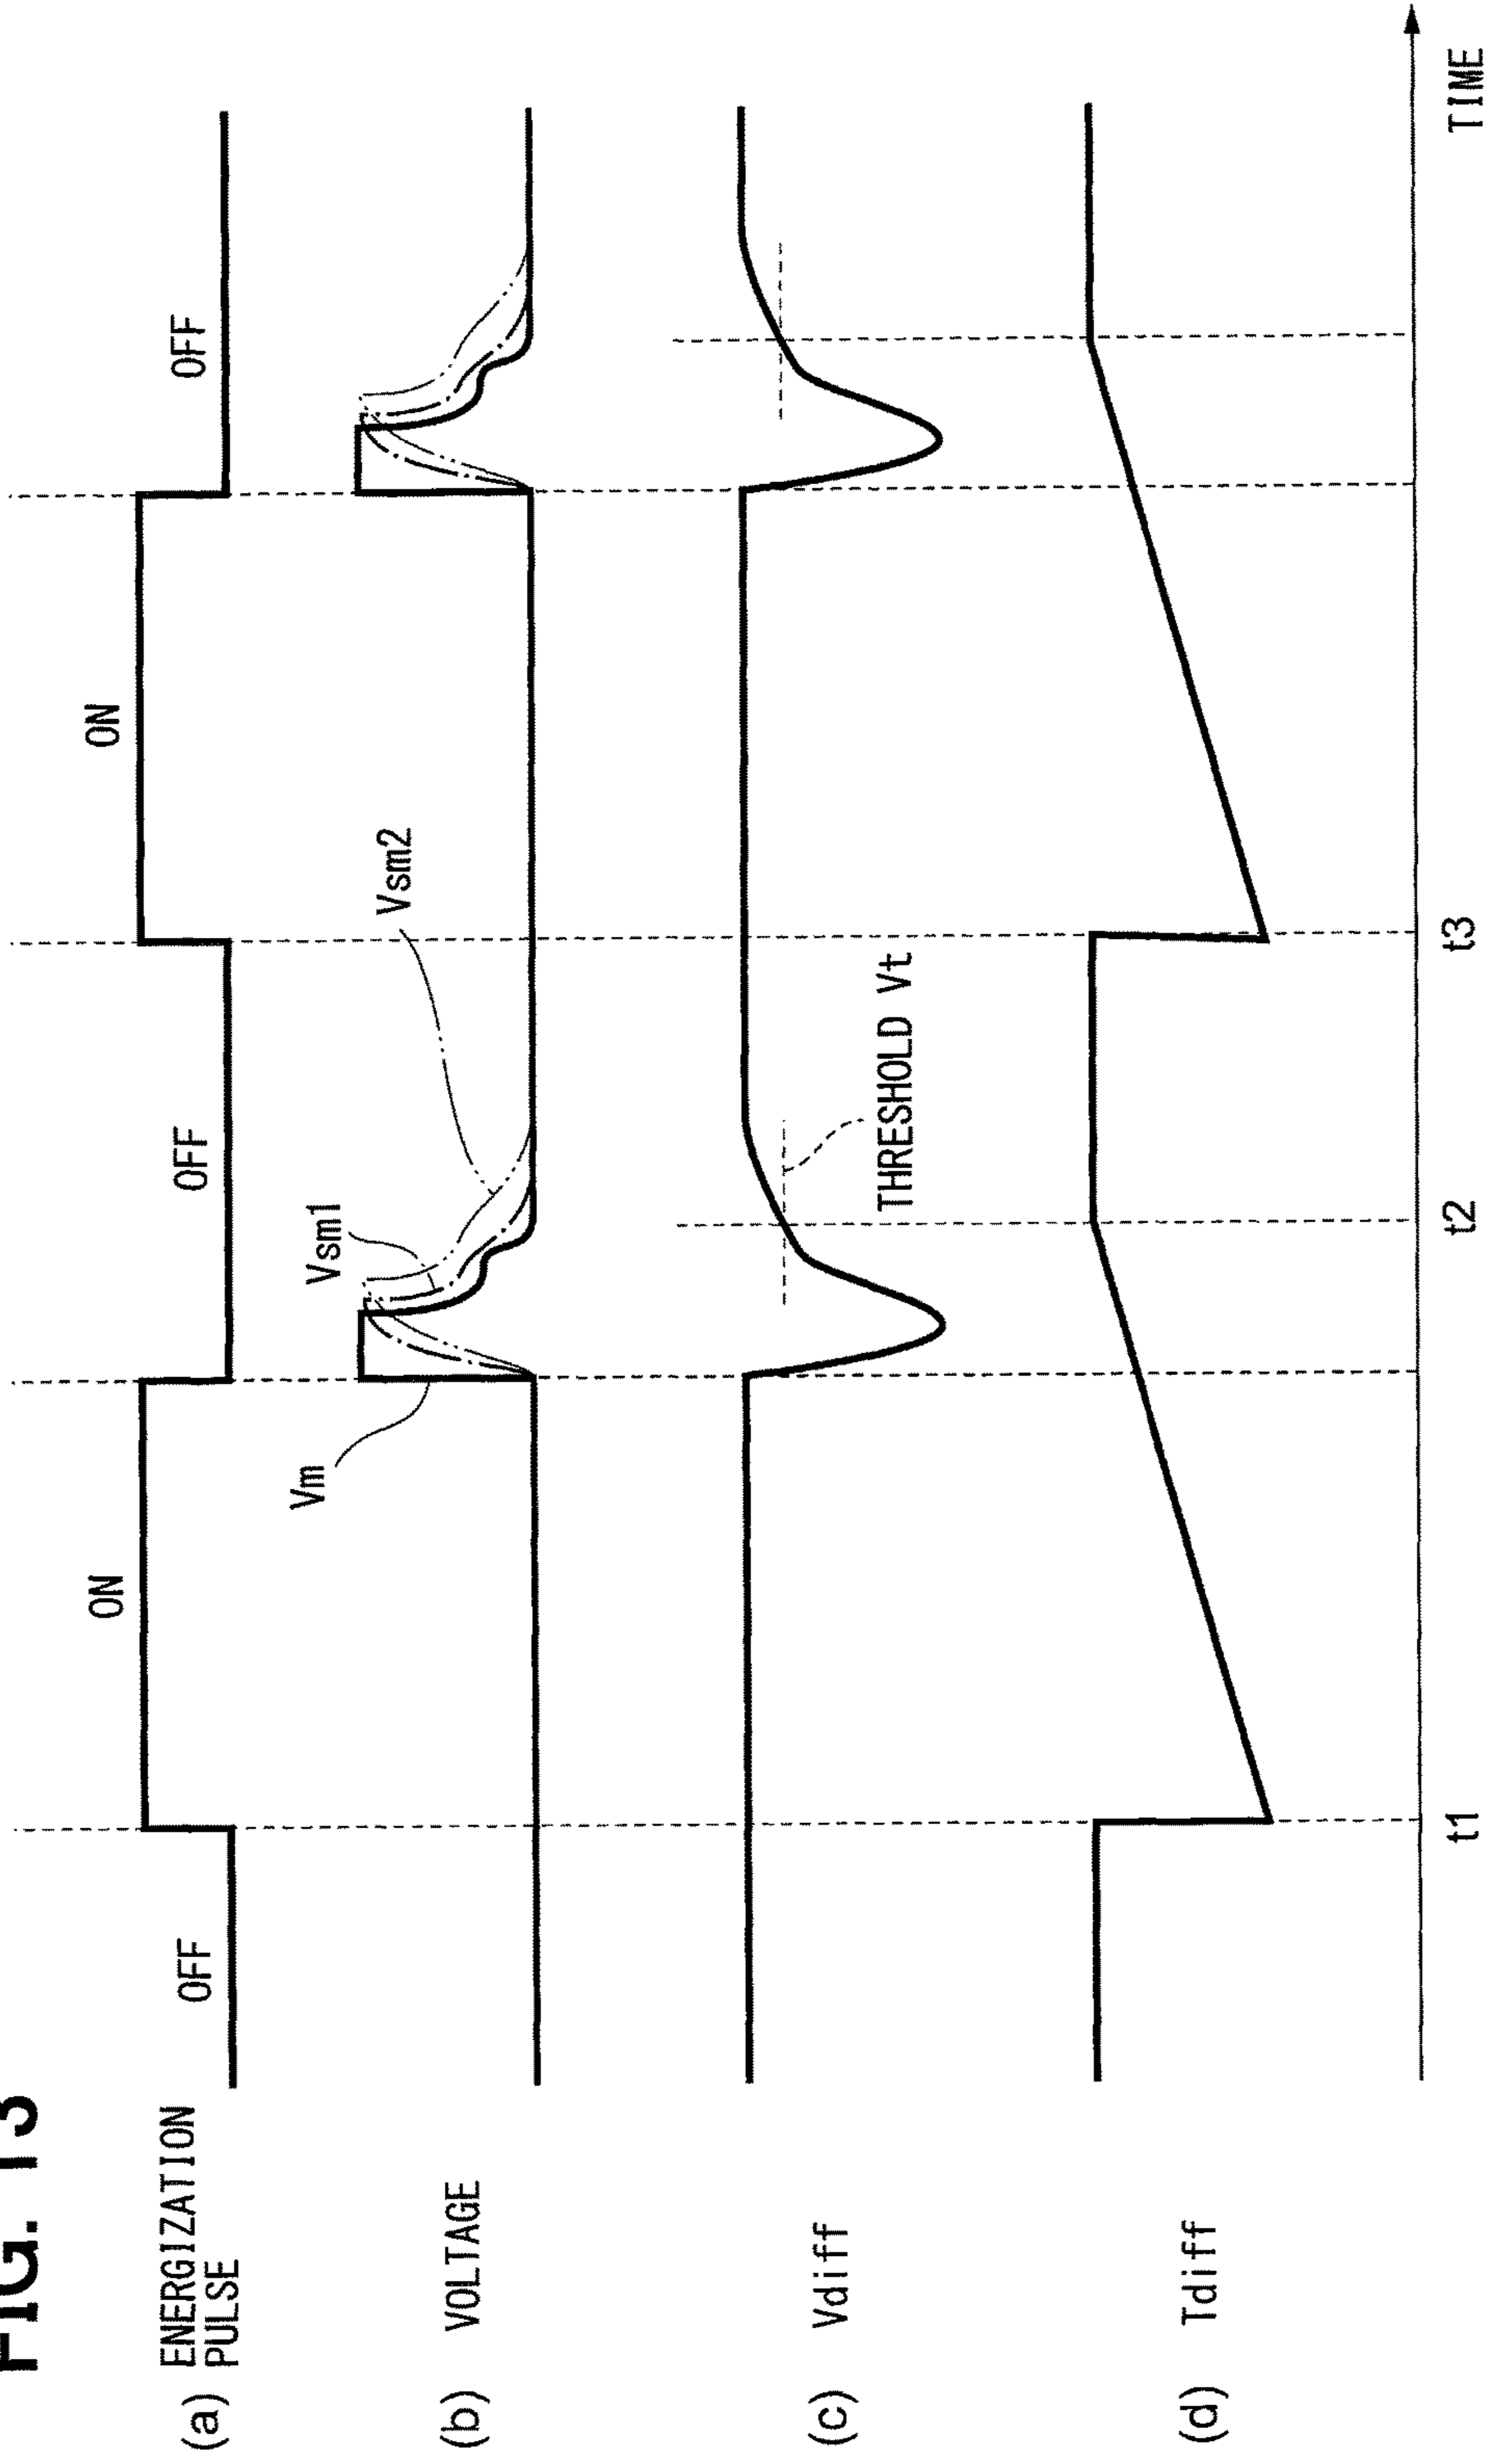 FIG. 13
(a) ENERGIZATION
PULSE
OFF
ON
OFF
ON
OFF
(b) VOLTAGE
Vm
Vsm1
Vsm2
(c) Vdiff
THRESHOLD Vt
(d) Tdiff
t1
t2
t3
TIME